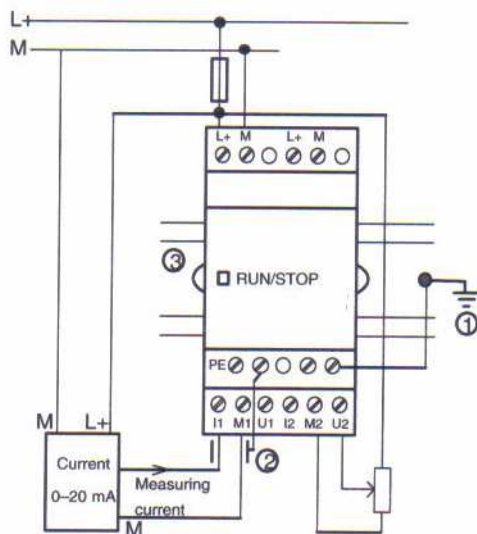 L+
M
L+ M L+ M
③ RUN/STOP
①
PE
I1 M1 U1 I2 M2 U2
M L+
②
Current
0–20 mA
Measuring
current
M